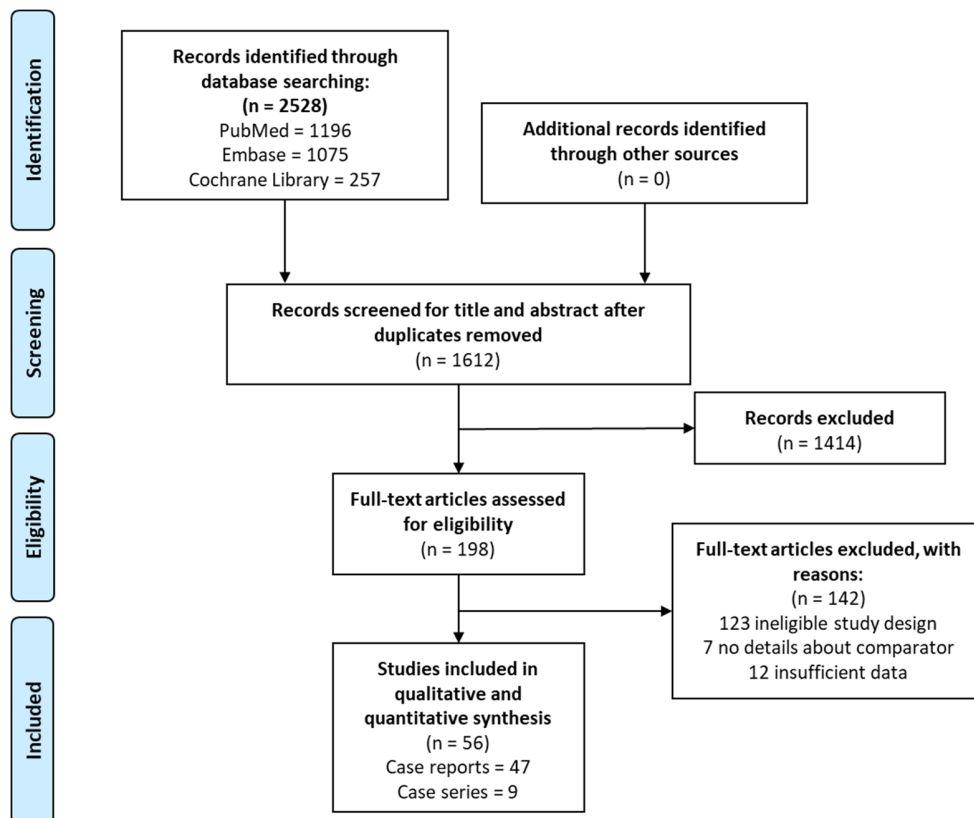 Identification
Records identified through
database searching:
(n = 2528)
PubMed = 1196
Embase = 1075
Cochrane Library = 257
Additional records identified
through other sources
(n = 0)
Screening
Records screened for title and abstract after
duplicates removed
(n = 1612)
Records excluded
(n = 1414)
Eligibility
Full-text articles assessed
for eligibility
(n = 198)
Full-text articles excluded, with
reasons:
(n = 142)
123 ineligible study design
7 no details about comparator
12 insufficient data
Included
Studies included in
qualitative and
quantitative synthesis
(n = 56)
Case reports = 47
Case series = 9